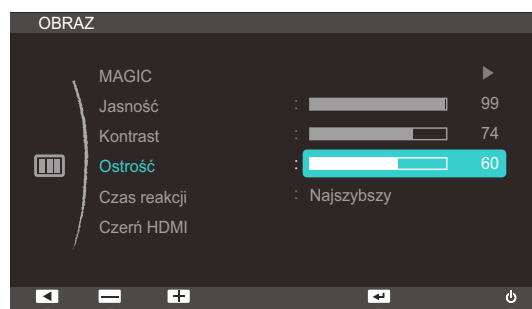 OBRAZ
MAGIC
Jasność : 99
Kontrast : 74
Ostrość : 60
Czas reakcji : Najszybszy
Czerń HDMI